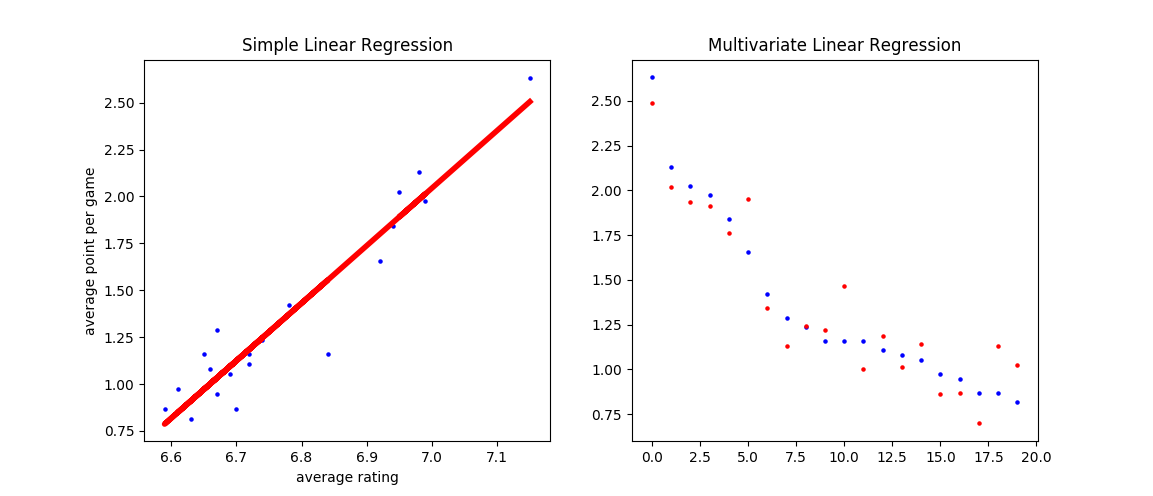 Simple Linear Regression
average point per game
2.50
2.25
2.00
1.75
1.50
1.25
1.00
0.75
6.6 6.7 6.8 6.9 7.0 7.1
average rating
Multivariate Linear Regression
2.50
2.25
2.00
1.75
1.50
1.25
1.00
0.75
0.0 2.5 5.0 7.5 10.0 12.5 15.0 17.5 20.0